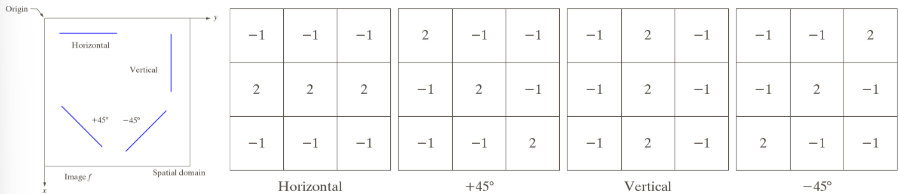 Origin
y
Horizontal
Vertical
+45° −45°
Image f
Spatial domain
x
−1 −1 −1
2 2 2
−1 −1 −1
Horizontal
2 −1 −1
−1 2 −1
−1 −1 2
+45°
−1 2 −1
−1 2 −1
−1 2 −1
Vertical
−1 −1 2
−1 2 −1
2 −1 −1
−45°